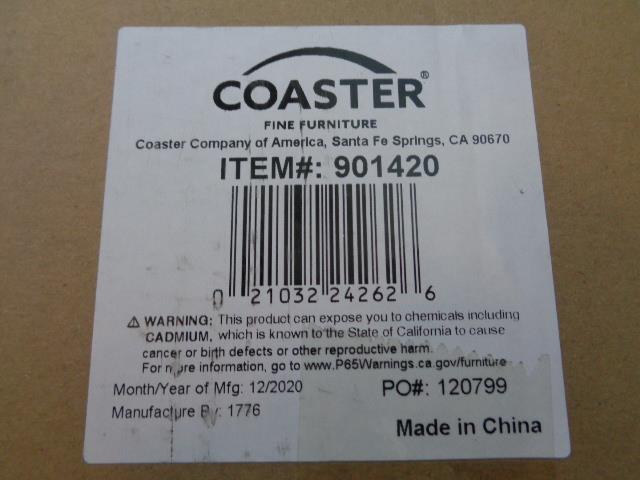 COASTER®
FINE FURNITURE
Coaster Company of America, Santa Fe Springs, CA 90670
ITEM#: 901420
0 21032 24262 6
⚠ WARNING: This product can expose you to chemicals including
CADMIUM, which is known to the State of California to cause
cancer or birth defects or other reproductive harm.
For more information, go to www.P65Warnings.ca.gov/furniture
Month/Year of Mfg: 12/2020 PO#: 120799
Manufacture By: 1776
Made in China